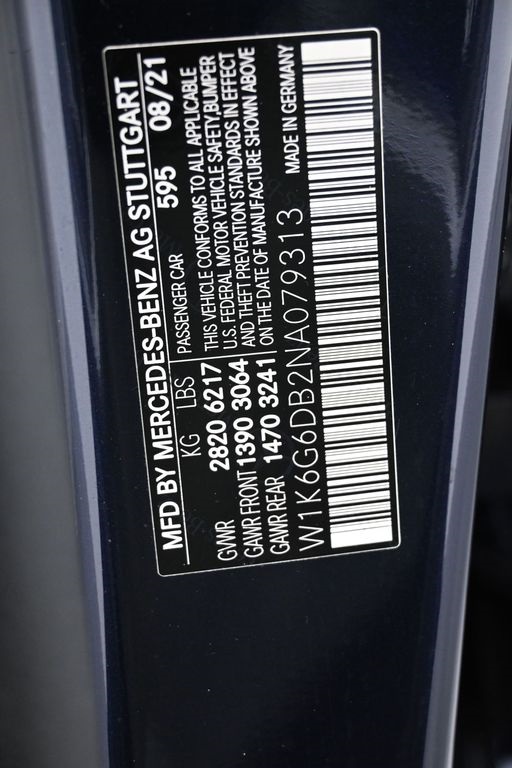 MFD BY MERCEDES-BENZ AG STUTTGART
595 08/21
KG LBS
GVWR 2820 6217
GAWR FRONT 1390 3064
GAWR REAR 1470 3241
PASSENGER CAR
THIS VEHICLE CONFORMS TO ALL APPLICABLE
U.S. FEDERAL MOTOR VEHICLE SAFETY,BUMPER
AND THEFT PREVENTION STANDARDS IN EFFECT
ON THE DATE OF MANUFACTURE SHOWN ABOVE
W1K6G6DB2NA079313
MADE IN GERMANY